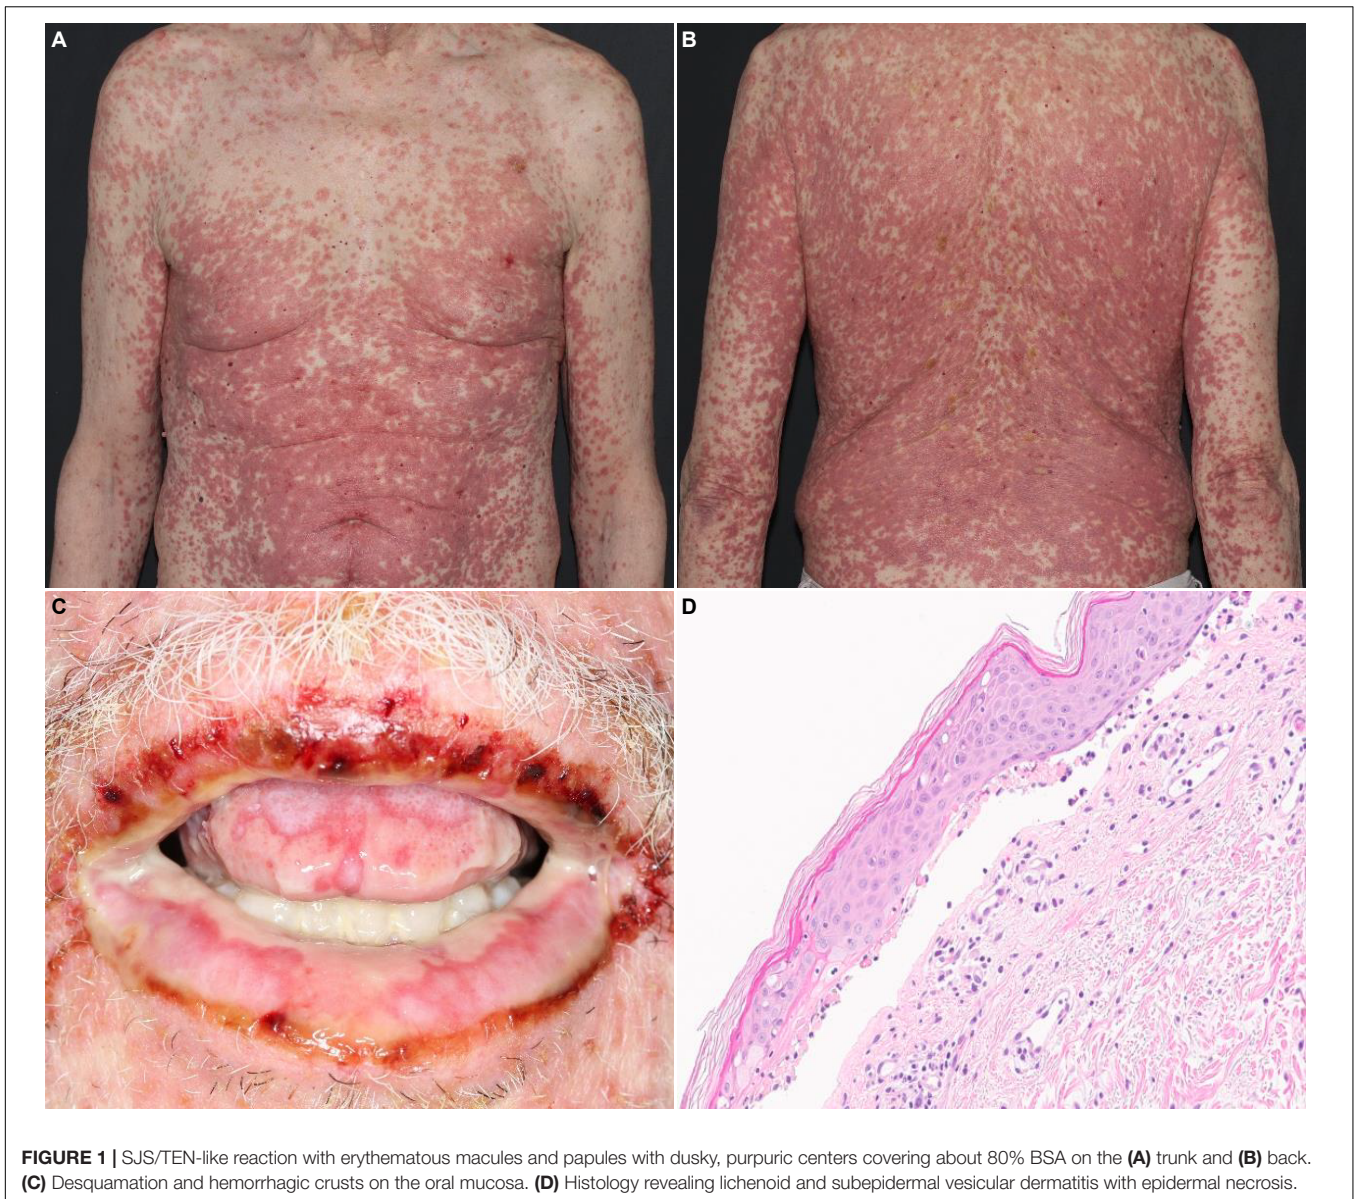 A
B
C
D
FIGURE 1 | SJS/TEN-like reaction with erythematous macules and papules with dusky, purpuric centers covering about 80% BSA on the (A) trunk and (B) back.
(C) Desquamation and hemorrhagic crusts on the oral mucosa. (D) Histology revealing lichenoid and subepidermal vesicular dermatitis with epidermal necrosis.